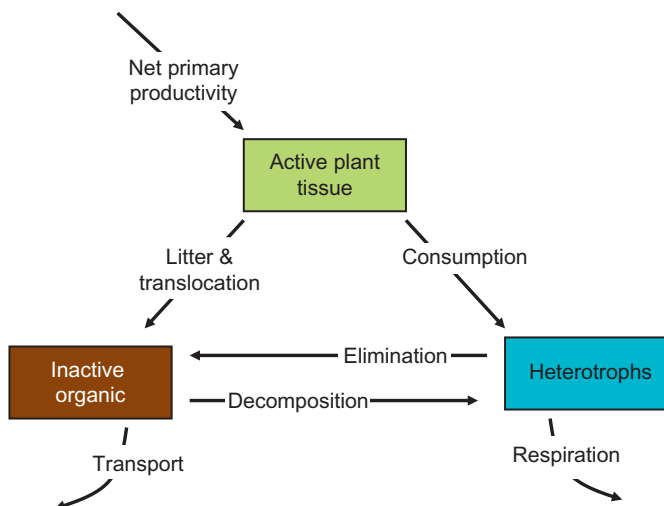 Net primary
productivity
Active plant
tissue
Litter &
translocation
Consumption
Elimination
Inactive
organic
Heterotrophs
Decomposition
Transport
Respiration